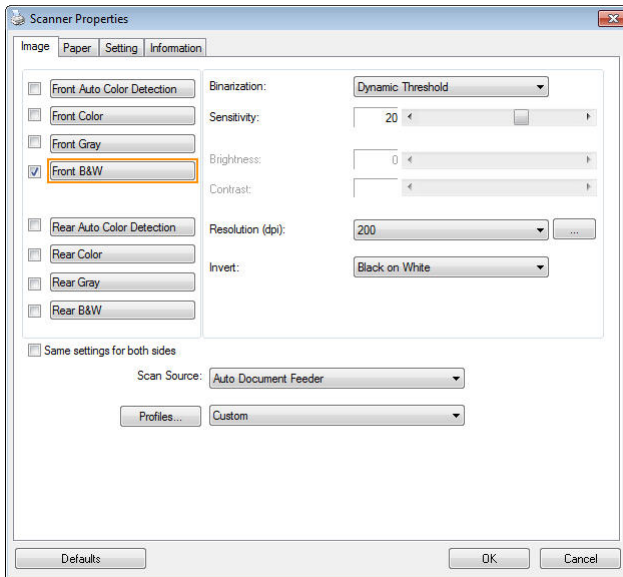 Scanner Properties
Image Paper Setting Information
Front Auto Color Detection
Front Color
Front Gray
Front B&W
Rear Auto Color Detection
Rear Color
Rear Gray
Rear B&W
Binarization: Dynamic Threshold
Sensitivity: 20
Brightness: 0
Contrast:
Resolution (dpi): 200 ...
Invert: Black on White
Same settings for both sides
Scan Source: Auto Document Feeder
Profiles... Custom
Defaults OK Cancel